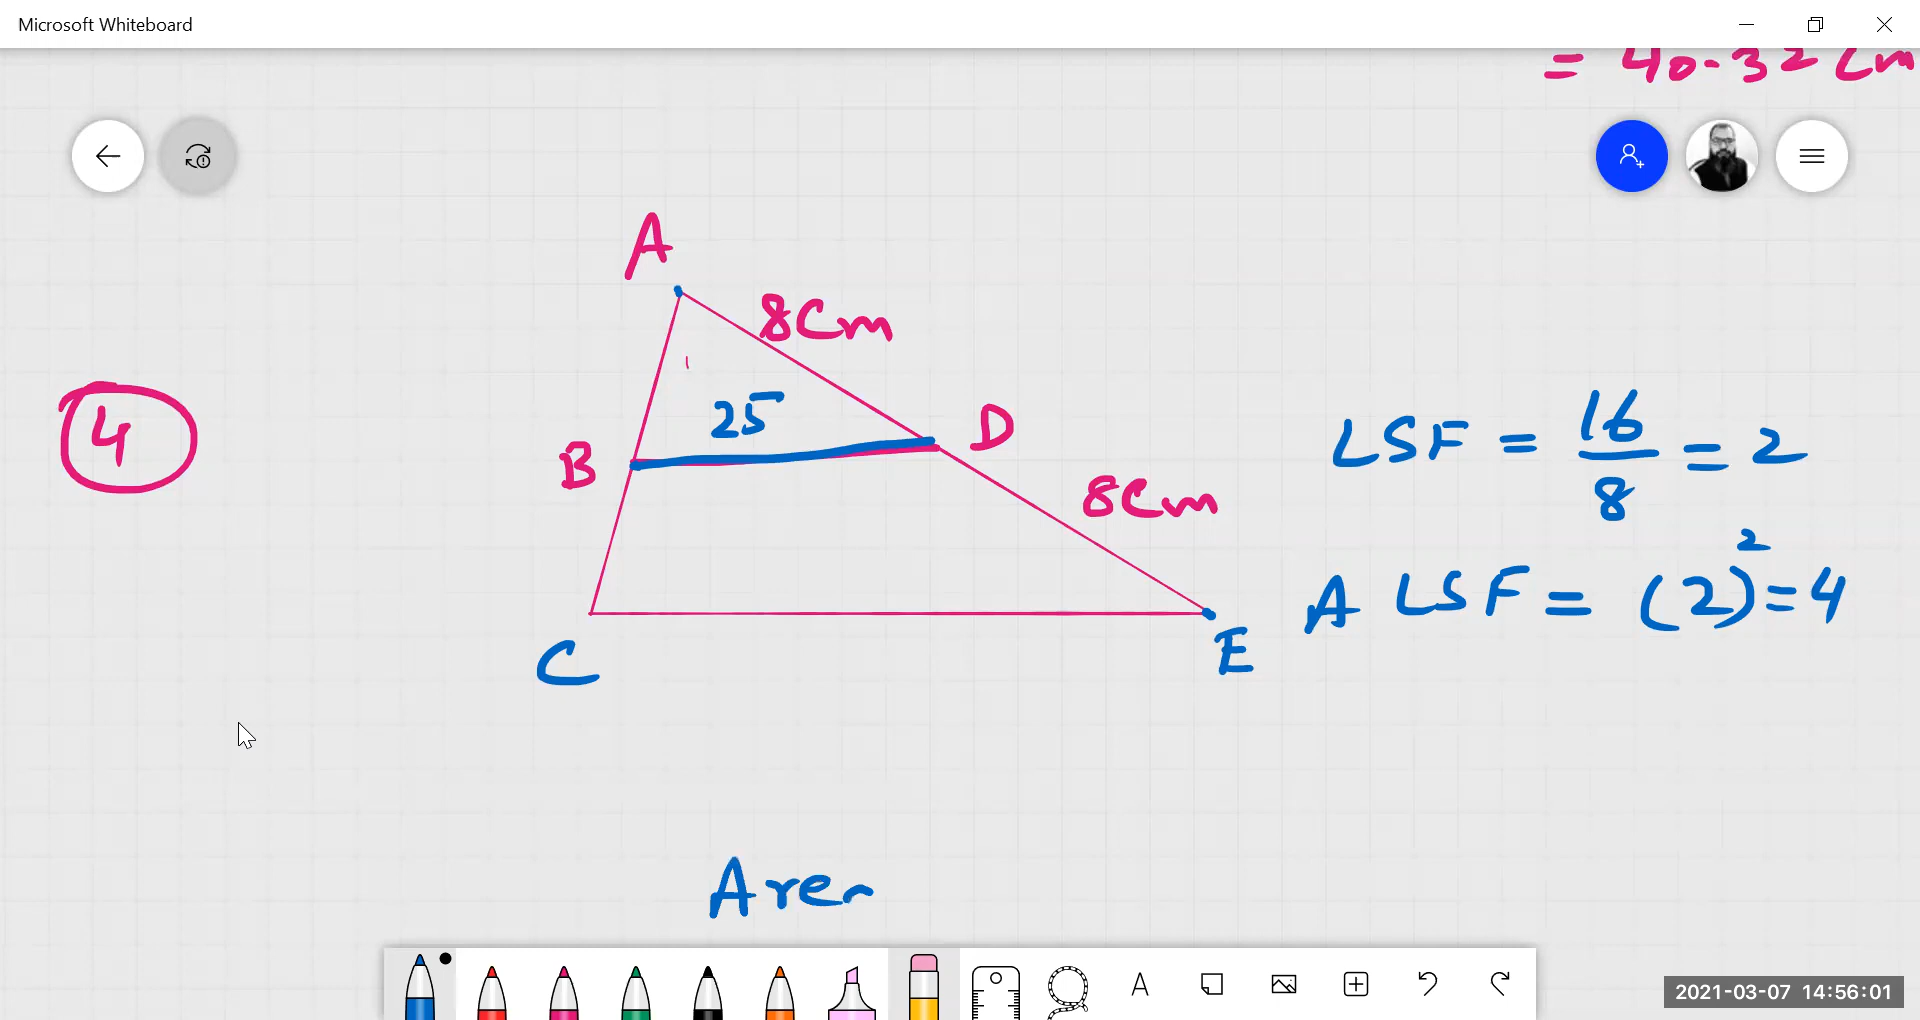 Microsoft Whiteboard
= 40.32 Cm
A
8Cm
4
25
B
D
8Cm
LSF = 16/8 = 2
A LSF = (2)² = 4
C
E
Area
A
2021-03-07 14:56:01